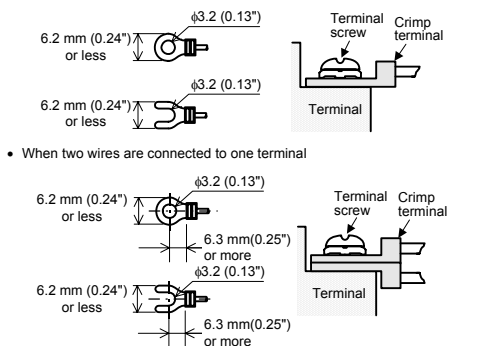 ϕ3.2 (0.13")
6.2 mm (0.24")
or less
ϕ3.2 (0.13")
6.2 mm (0.24")
or less
Terminal
screw
Crimp
terminal
Terminal
• When two wires are connected to one terminal
ϕ3.2 (0.13")
6.2 mm (0.24")
or less
6.3 mm(0.25")
or more
ϕ3.2 (0.13")
6.2 mm (0.24")
or less
6.3 mm(0.25")
or more
Terminal
screw
Crimp
terminal
Terminal